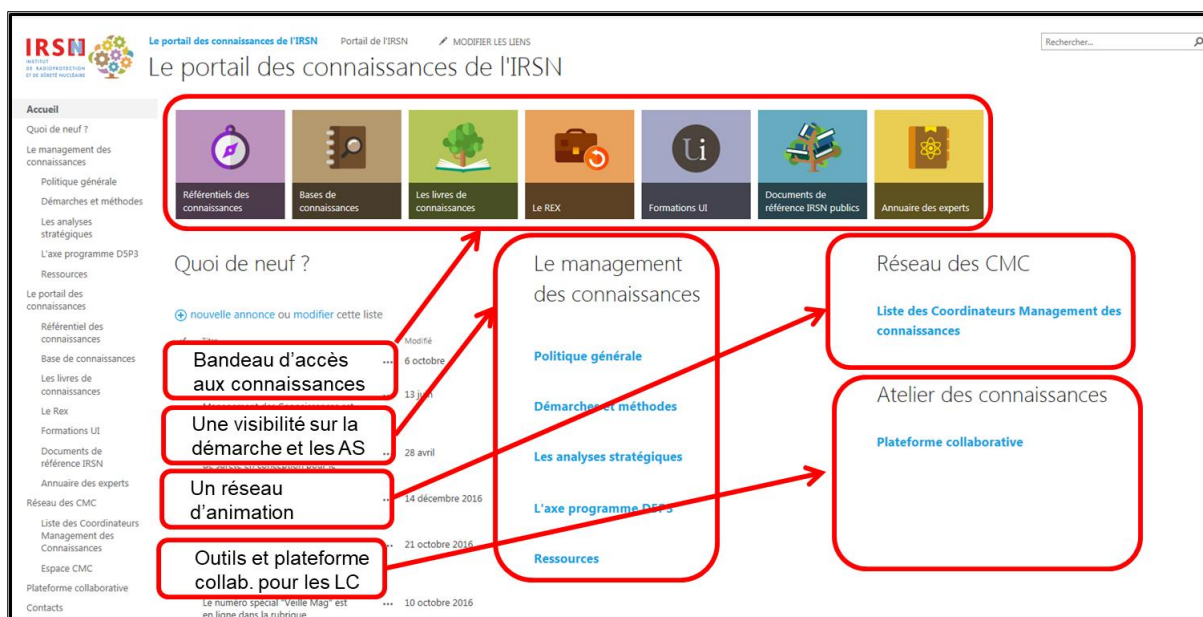 IRSN
INSTITUT
DE RADIOPROTECTION
ET DE SÛRETÉ NUCLÉAIRE
Le portail des connaissances de l'IRSN
Portail de l'IRSN
MODIFIER LES LIENS
Rechercher...
Le portail des connaissances de l'IRSN
Accueil
Quoi de neuf ?
Le management des
connaissances
Politique générale
Démarches et méthodes
Les analyses
stratégiques
L'axe programme D5P3
Ressources
Le portail des
connaissances
Référentiel des
connaissances
Base de connaissances
Les livres de
connaissances
Le Rex
Formations UI
Documents de
référence IRSN
Annuaire des experts
Réseau des CMC
Liste des Coordinateurs
Management des
Connaissances
Espace CMC
Plateforme collaborative
Contacts
Référentiels des
connaissances
Bases de
connaissances
Les livres de
connaissances
Le REX
Ui
Formations UI
Documents de
référence IRSN publics
Annuaire des experts
Quoi de neuf ?
nouvelle annonce ou modifier cette liste
Modifié
... 6 octobre
... 13 juin
... 28 avril
... 14 décembre 2016
... 21 octobre 2016
Le numéro spécial "Veille Mag" est
en ligne dans la rubrique
... 10 octobre 2016
Bandeau d'accès
aux connaissances
Une visibilité sur la
démarche et les AS
Un réseau
d'animation
Outils et plateforme
collab. pour les LC
Le management
des connaissances
Politique générale
Démarches et méthodes
Les analyses stratégiques
L'axe programme D5P3
Ressources
Réseau des CMC
Liste des Coordinateurs Management des
connaissances
Atelier des connaissances
Plateforme collaborative